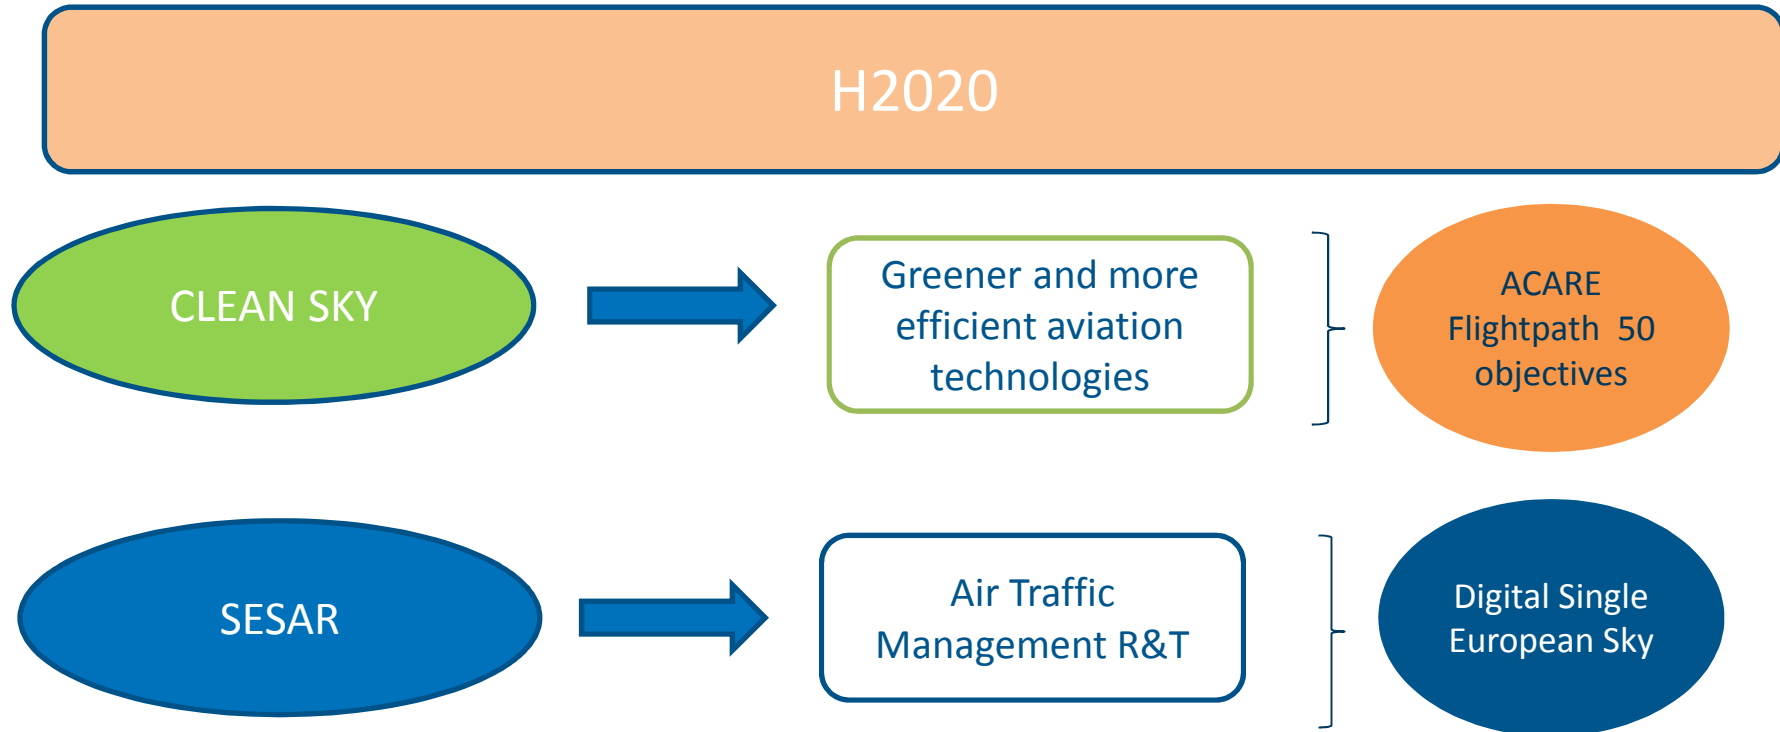 H2020
CLEAN SKY
Greener and more
efficient aviation
technologies
ACARE
Flightpath 50
objectives
SESAR
Air Traffic
Management R&T
Digital Single
European Sky